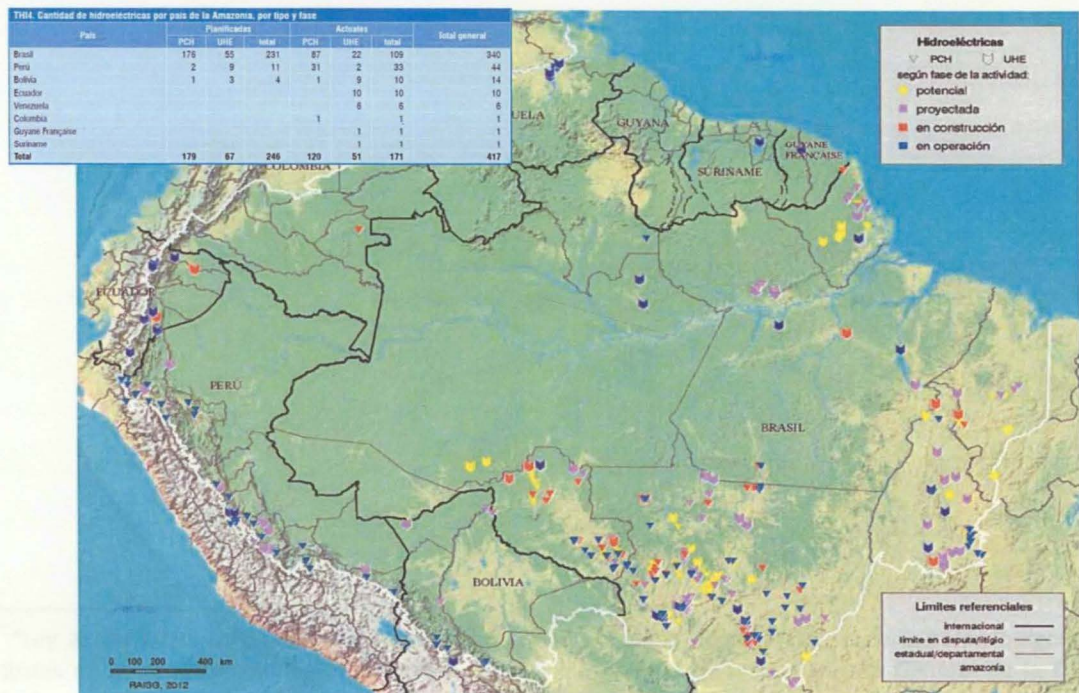 THI4. Cantidad de hidroeléctricas por país de la Amazonía, por tipo y fase
País Planificadas Actuales Total general
PCH UHE total PCH UHE total
Brasil 176 55 231 87 22 109 340
Perú 2 9 11 31 2 33 44
Bolivia 1 3 4 1 9 10 14
Ecuador 10 10 10
Venezuela 6 6 6
Colombia 1 1 1
Guyane Française 1 1 1
Suriname 1 1 1
Total 179 67 246 120 51 171 417
Hidroeléctricas
PCH UHE
según fase de la actividad:
potencial
proyectada
en construcción
en operación
UELA
GUYANA
GUYANE
FRANÇAISE
SURINAME
COLOMBIA
ECUADOR
PERÚ
BRASIL
BOLIVIA
Límites referenciales
internacional
límite en disputa/litigio
estadual/departamental
amazonía
0 100 200 400 km
RAISG, 2012